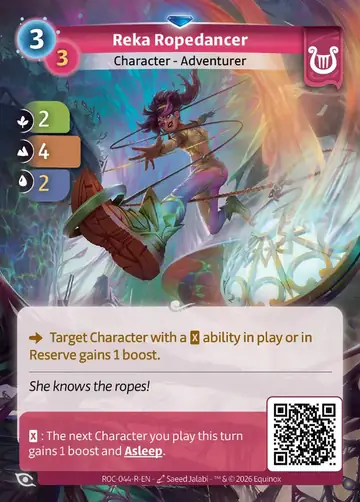 3
3
Reka Ropedancer
Character - Adventurer
2
4
2
Target Character with a X ability in play or in
Reserve gains 1 boost.
She knows the ropes!
X : The next Character you play this turn
gains 1 boost and Asleep.
ROC-044-R-EN - Saeed Jalabi - ™ & © 2026 Equinox